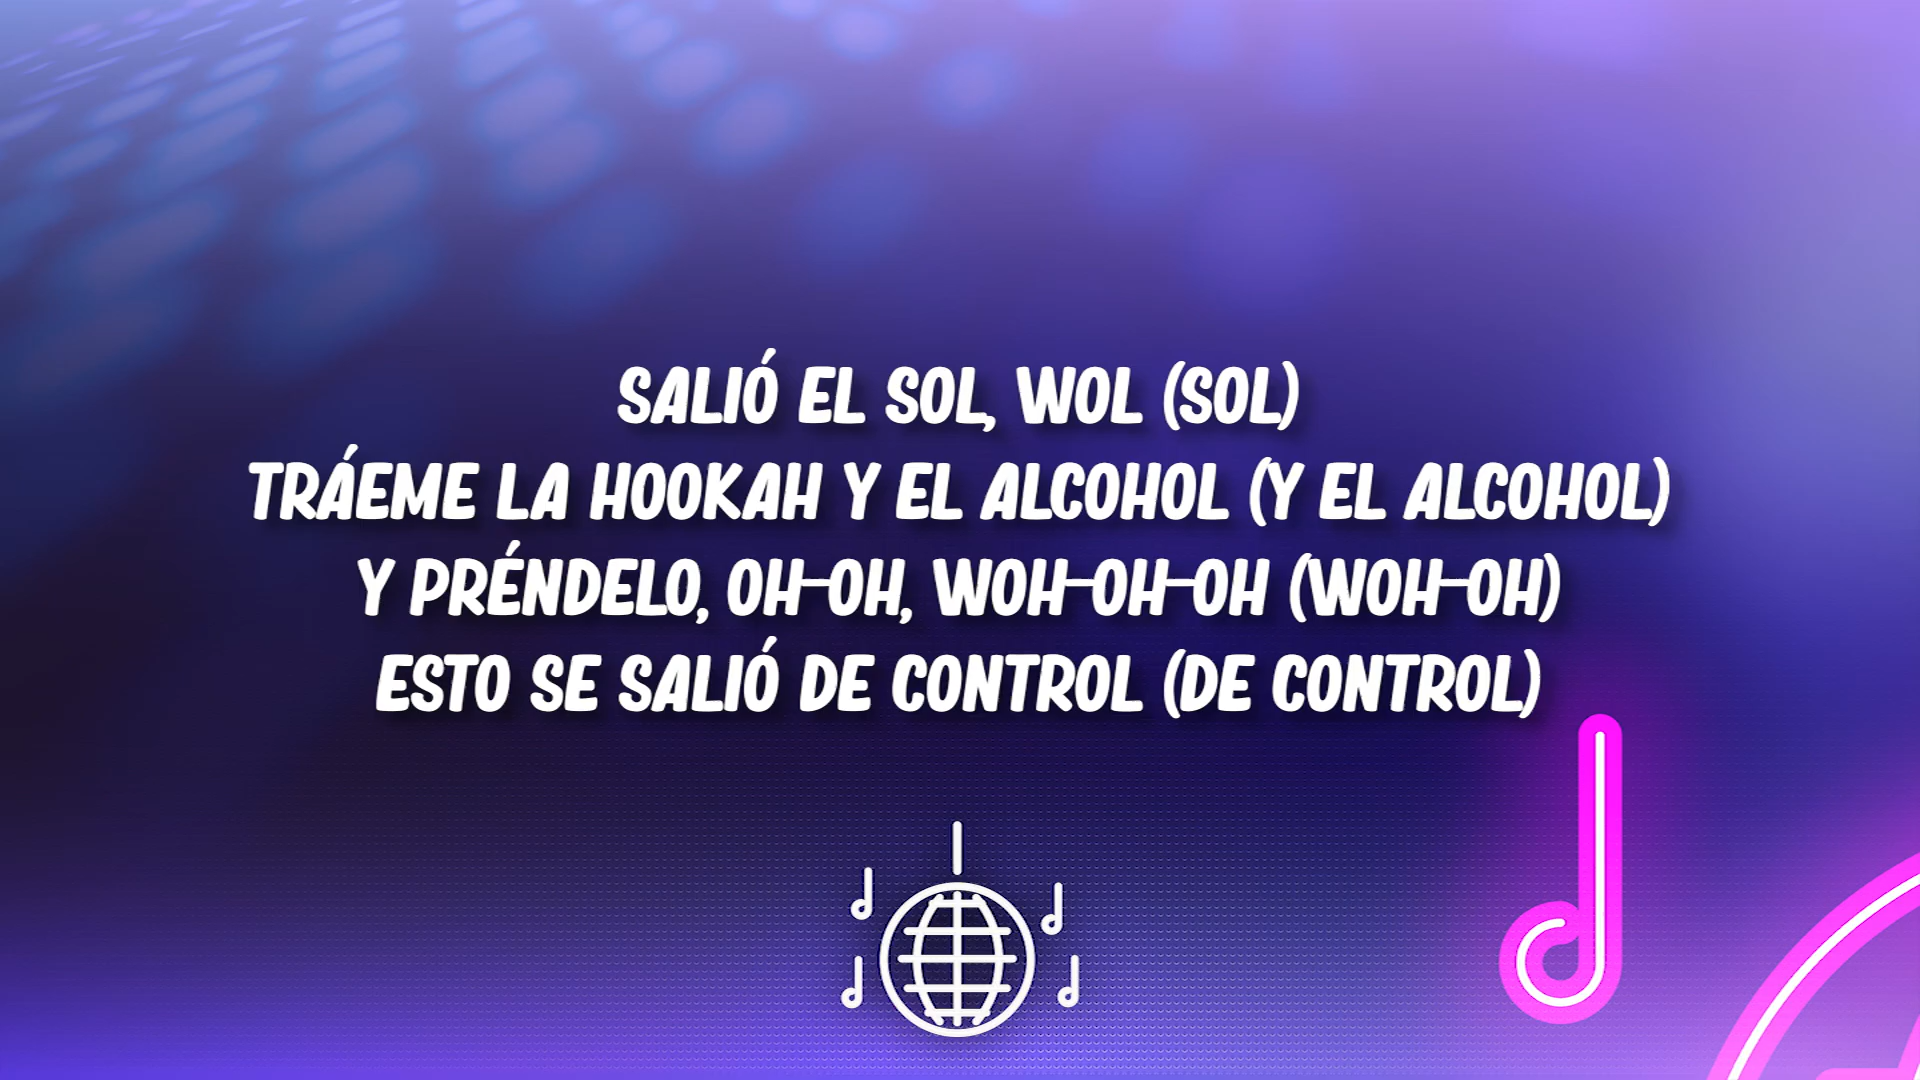 SALIÓ EL SOL, WOL (SOL)
TRÁEME LA HOOKAH Y EL ALCOHOL (Y EL ALCOHOL)
Y PRÉNDELO, OH-OH, WOH-OH-OH (WOH-OH)
ESTO SE SALIÓ DE CONTROL (DE CONTROL)